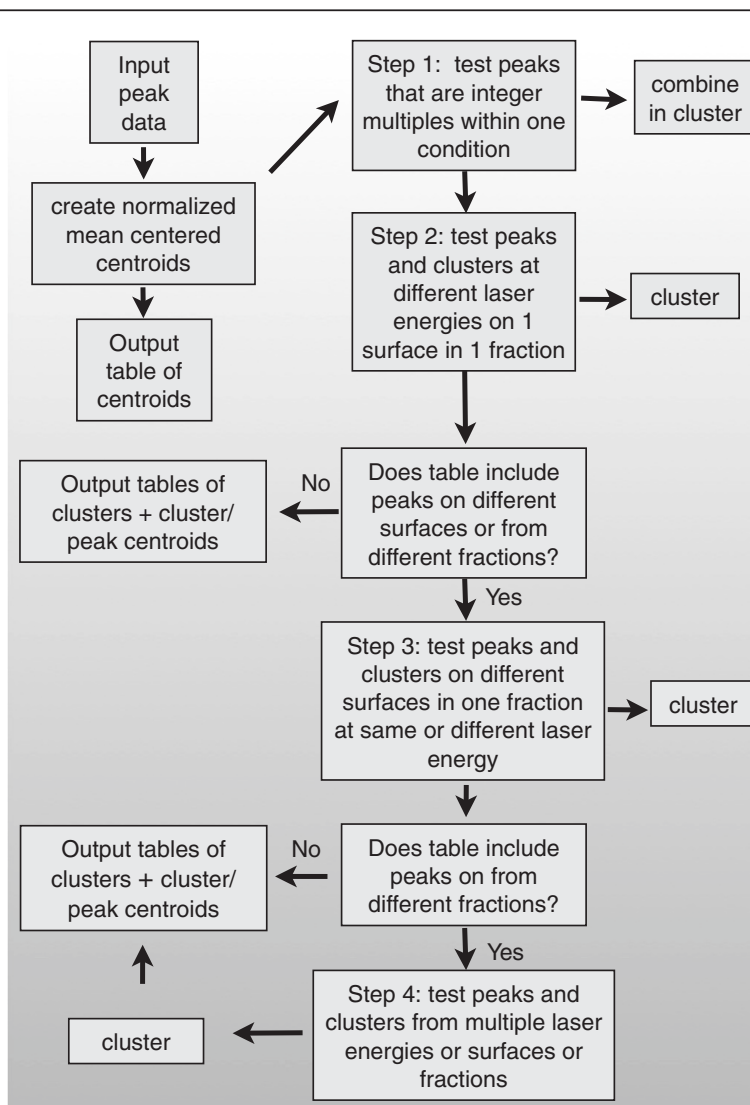 Input
peak
data
create normalized
mean centered
centroids
Output
table of
centroids
Step 1: test peaks
that are integer
multiples within one
condition
combine
in cluster
Step 2: test peaks
and clusters at
different laser
energies on 1
surface in 1 fraction
cluster
Does table include
peaks on different
surfaces or from
different fractions?
No
Output tables of
clusters + cluster/
peak centroids
Yes
Step 3: test peaks and
clusters on different
surfaces in one fraction
at same or different laser
energy
cluster
Does table include
peaks on from
different fractions?
No
Output tables of
clusters + cluster/
peak centroids
Yes
Step 4: test peaks and
clusters from multiple laser
energies or surfaces or
fractions
cluster